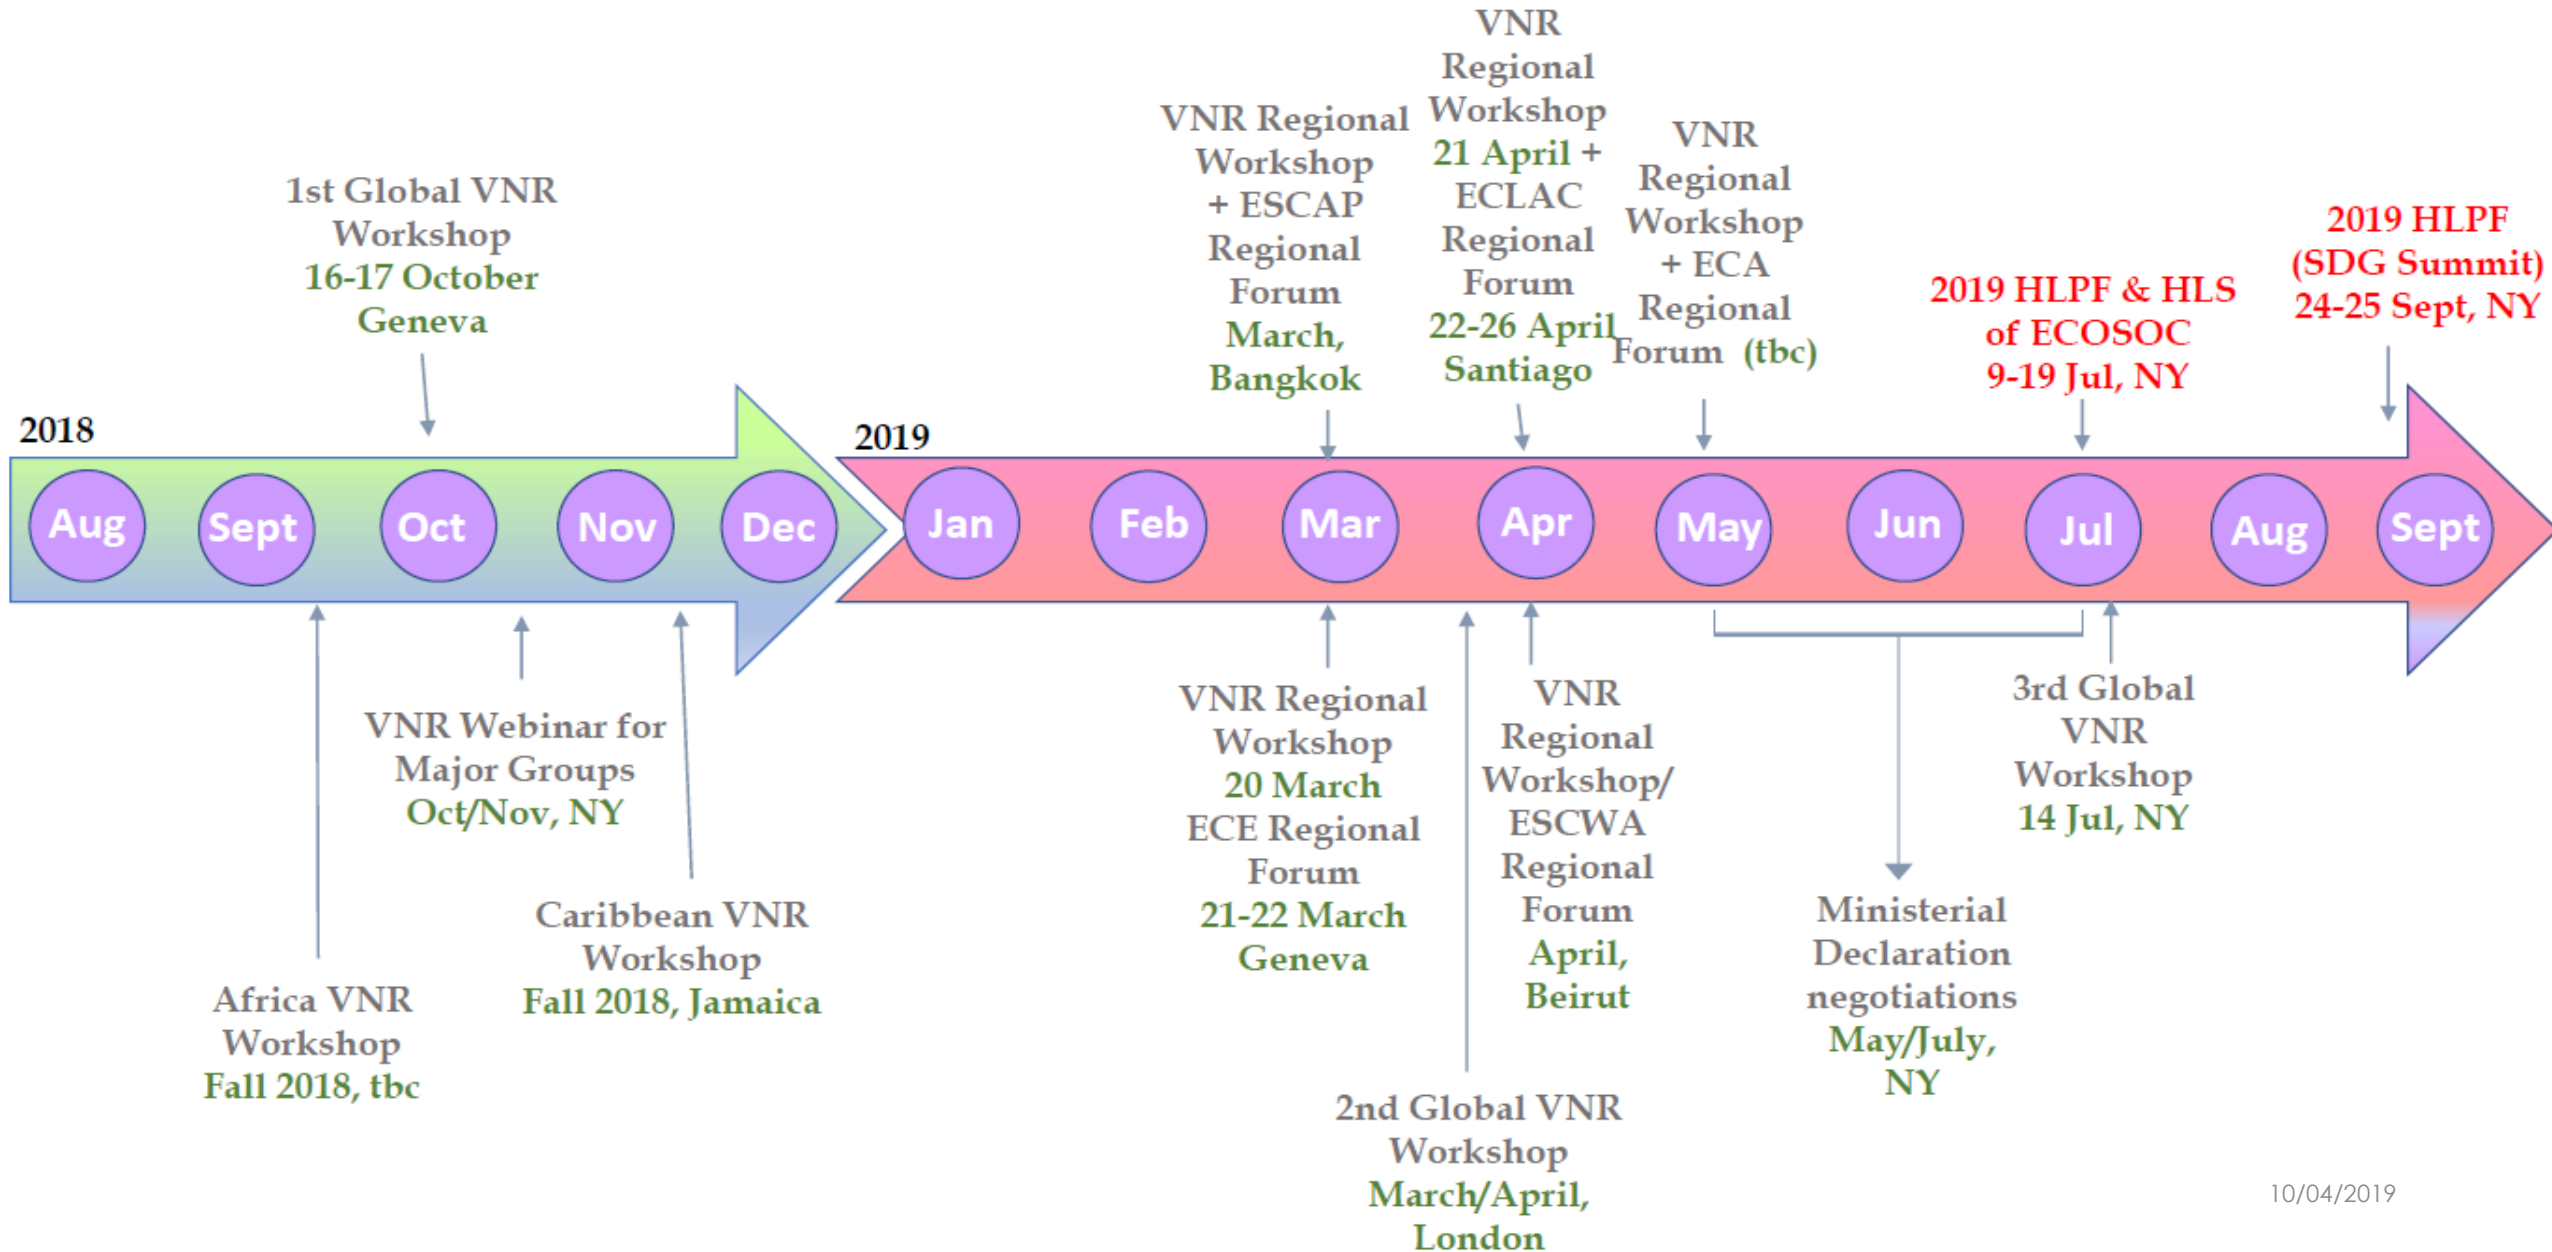 1st Global VNR
Workshop
16-17 October
Geneva
VNR Regional
Workshop
+ ESCAP
Regional
Forum
March,
Bangkok
VNR
Regional
Workshop
21 April +
ECLAC
Regional
Forum
22-26 April
Santiago
VNR
Regional
Workshop
+ ECA
Regional
Forum (tbc)
2019 HLPF & HLS
of ECOSOC
9-19 Jul, NY
2019 HLPF
(SDG Summit)
24-25 Sept, NY
2018
2019
Aug
Sept
Oct
Nov
Dec
Jan
Feb
Mar
Apr
May
Jun
Jul
Aug
Sept
Africa VNR
Workshop
Fall 2018, tbc
VNR Webinar for
Major Groups
Oct/Nov, NY
Caribbean VNR
Workshop
Fall 2018, Jamaica
VNR Regional
Workshop
20 March
ECE Regional
Forum
21-22 March
Geneva
2nd Global VNR
Workshop
March/April,
London
VNR
Regional
Workshop/
ESCWA
Regional
Forum
April,
Beirut
Ministerial
Declaration
negotiations
May/July,
NY
3rd Global
VNR
Workshop
14 Jul, NY
10/04/2019